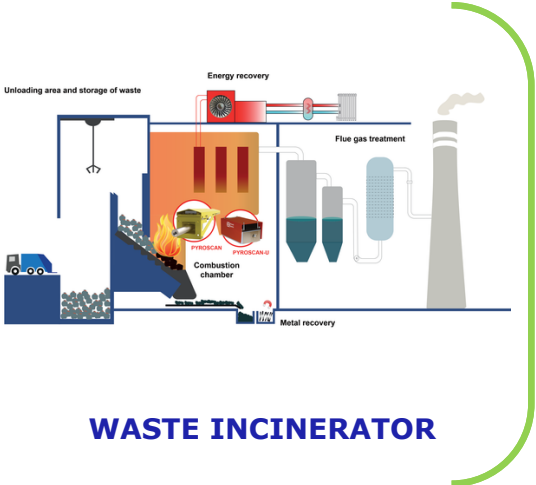 Energy recovery
Unloading area and storage of waste
Flue gas treatment
PYROSCAN
PYROSCAN-U
Combustion
chamber
Metal recovery
WASTE INCINERATOR